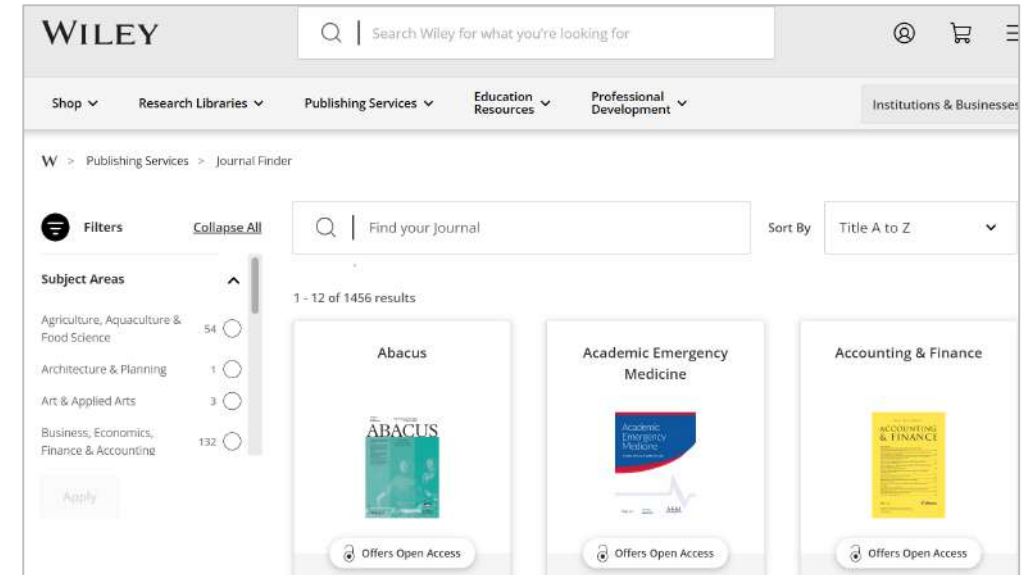 WILEY
Search Wiley for what you're looking for
Shop
Research Libraries
Publishing Services
Education
Resources
Professional
Development
Institutions & Businesses
W > Publishing Services > Journal Finder
Filters
Collapse All
Find your Journal
Sort By
Title A to Z
Subject Areas
1 - 12 of 1456 results
Agriculture, Aquaculture &
Food Science
54
Architecture & Planning
1
Art & Applied Arts
3
Business, Economics,
Finance & Accounting
132
Apply
Abacus
ABACUS
Offers Open Access
Academic Emergency
Medicine
Academic
Emergency
Medicine
Offers Open Access
Accounting & Finance
ACCOUNTING
& FINANCE
Offers Open Access